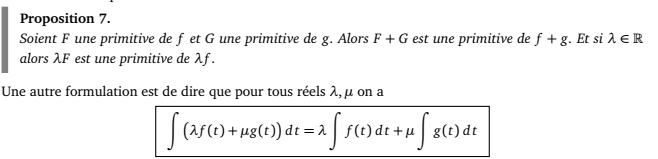 Proposition 7.
Soient F une primitive de f et G une primitive de g. Alors F + G est une primitive de f + g. Et si λ ∈ ℝ
alors λF est une primitive de λf.
Une autre formulation est de dire que pour tous réels λ, μ on a
∫ (λf(t) + μg(t)) dt = λ ∫ f(t) dt + μ ∫ g(t) dt